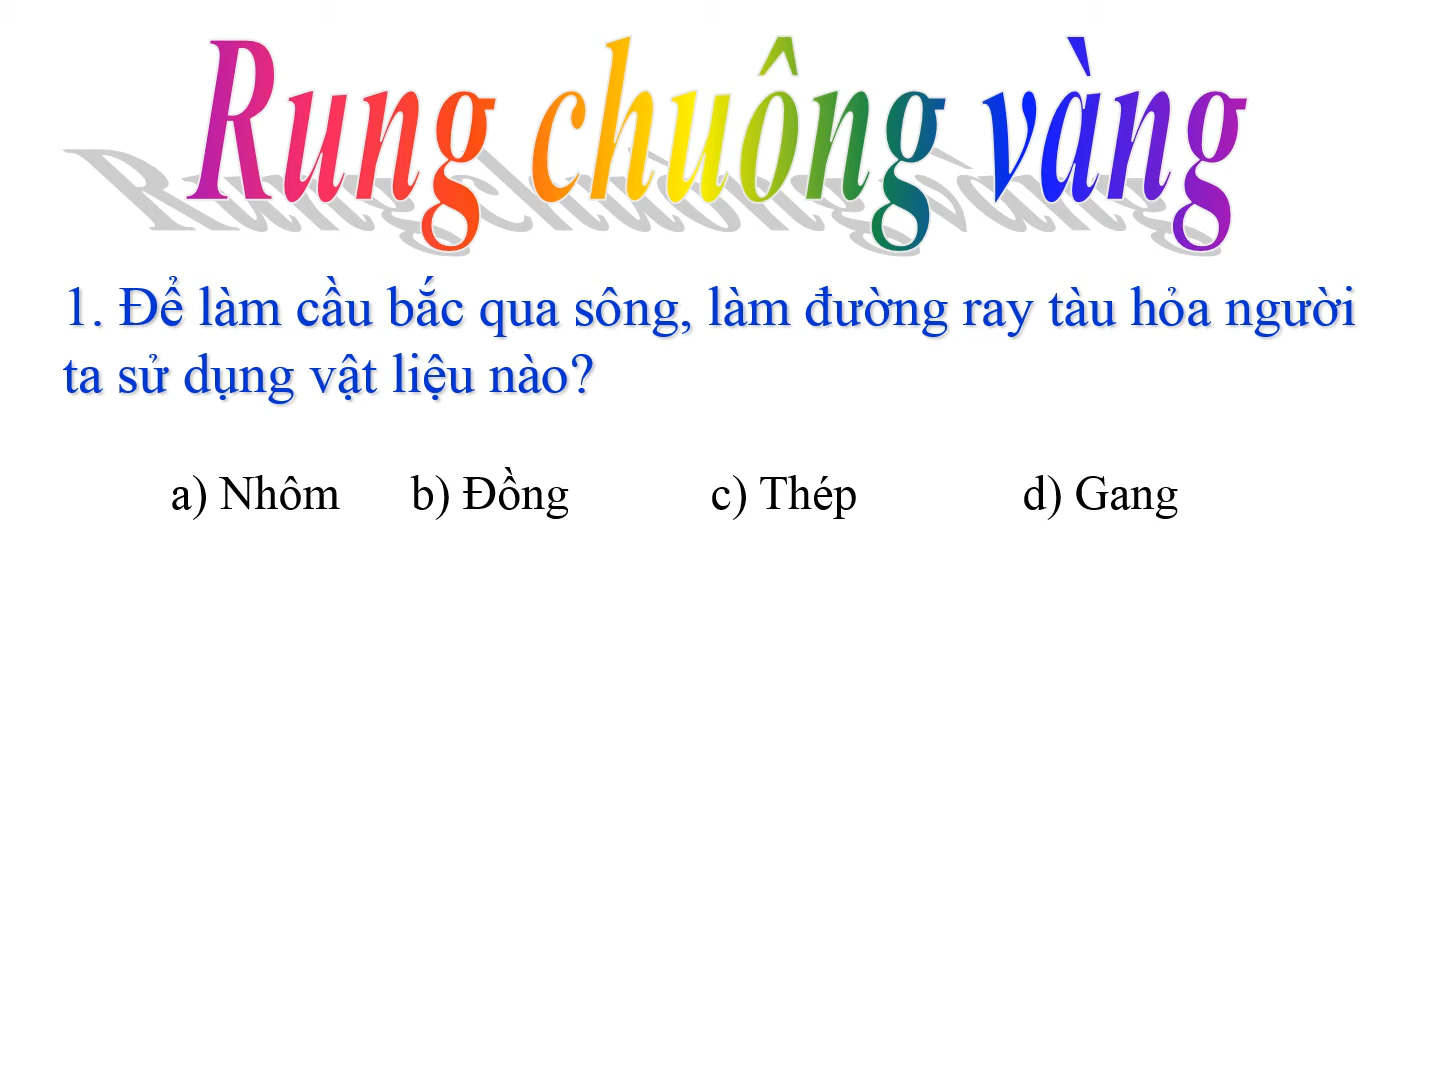 Rung chuông vàng
1. Để làm cầu bắc qua sông, làm đường ray tàu hỏa người
ta sử dụng vật liệu nào?
a) Nhôm b) Đồng c) Thép d) Gang